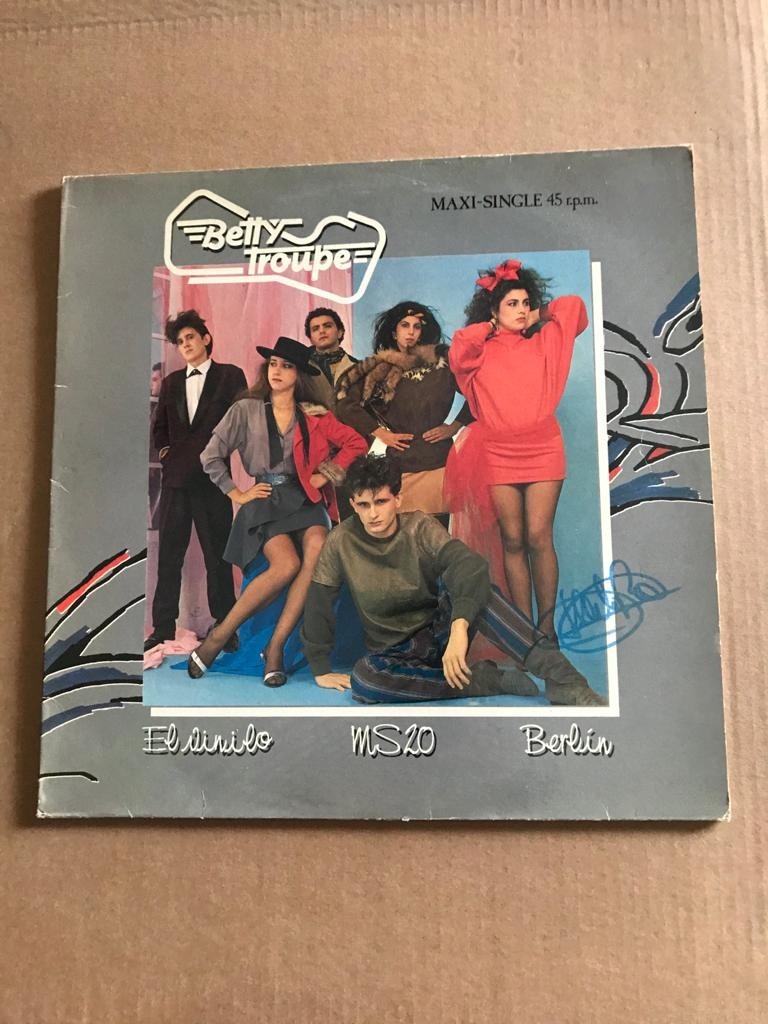 MAXI-SINGLE 45 r.p.m.
Betty
Troupe
El vinilo MS20 Berlín